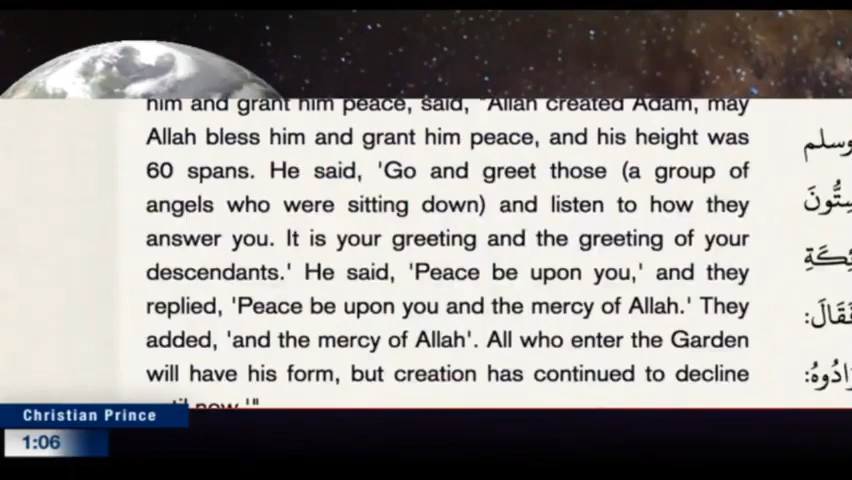 him and grant him peace, said, "Allah created Adam, may
Allah bless him and grant him peace, and his height was
60 spans. He said, 'Go and greet those (a group of
angels who were sitting down) and listen to how they
answer you. It is your greeting and the greeting of your
descendants.' He said, 'Peace be upon you,' and they
replied, 'Peace be upon you and the mercy of Allah.' They
added, 'and the mercy of Allah'. All who enter the Garden
will have his form, but creation has continued to decline
until now.'"
وسلم
ئِكَةِ
فَقَالَ:
Christian Prince
1:06